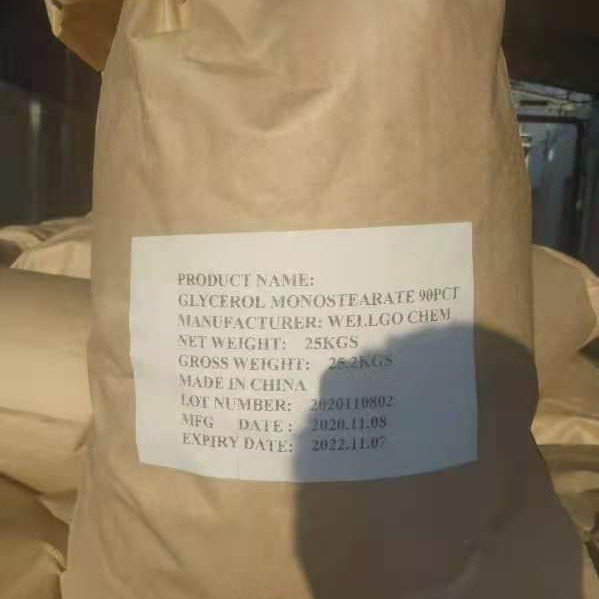 PRODUCT NAME:
GLYCEROL MONOSTEARATE 90PCT
MANUFACTURER: WELLGO CHEM
NET WEIGHT: 25KGS
GROSS WEIGHT: 25.2KGS
MADE IN CHINA
LOT NUMBER: 2020110802
MFG DATE: 2020.11.08
EXPIRY DATE: 2022.11.07